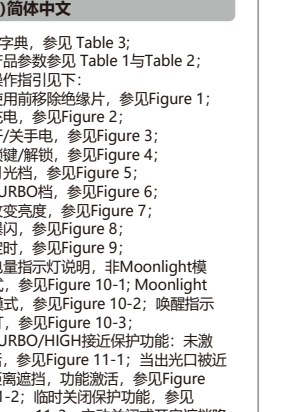 )简体中文
字典，参见 Table 3;
品参数参见 Table 1与Table 2;
操作指引见下:
使用前移除绝缘片，参见Figure 1;
充电，参见Figure 2;
/关手电，参见Figure 3;
锁键/解锁，参见Figure 4;
月光档，参见Figure 5;
TURBO档，参见Figure 6;
改变亮度，参见Figure 7;
爆闪，参见Figure 8;
定时，参见Figure 9;
电量指示灯说明，非Moonlight模
式，参见Figure 10-1; Moonlight
模式，参见Figure 10-2；唤醒指示
灯，参见Figure 10-3;
TURBO/HIGH接近保护功能：未激
活，参见Figure 11-1；当出光口被近
距离遮挡，功能激活，参见Figure
11-2；临时关闭保护功能，参见